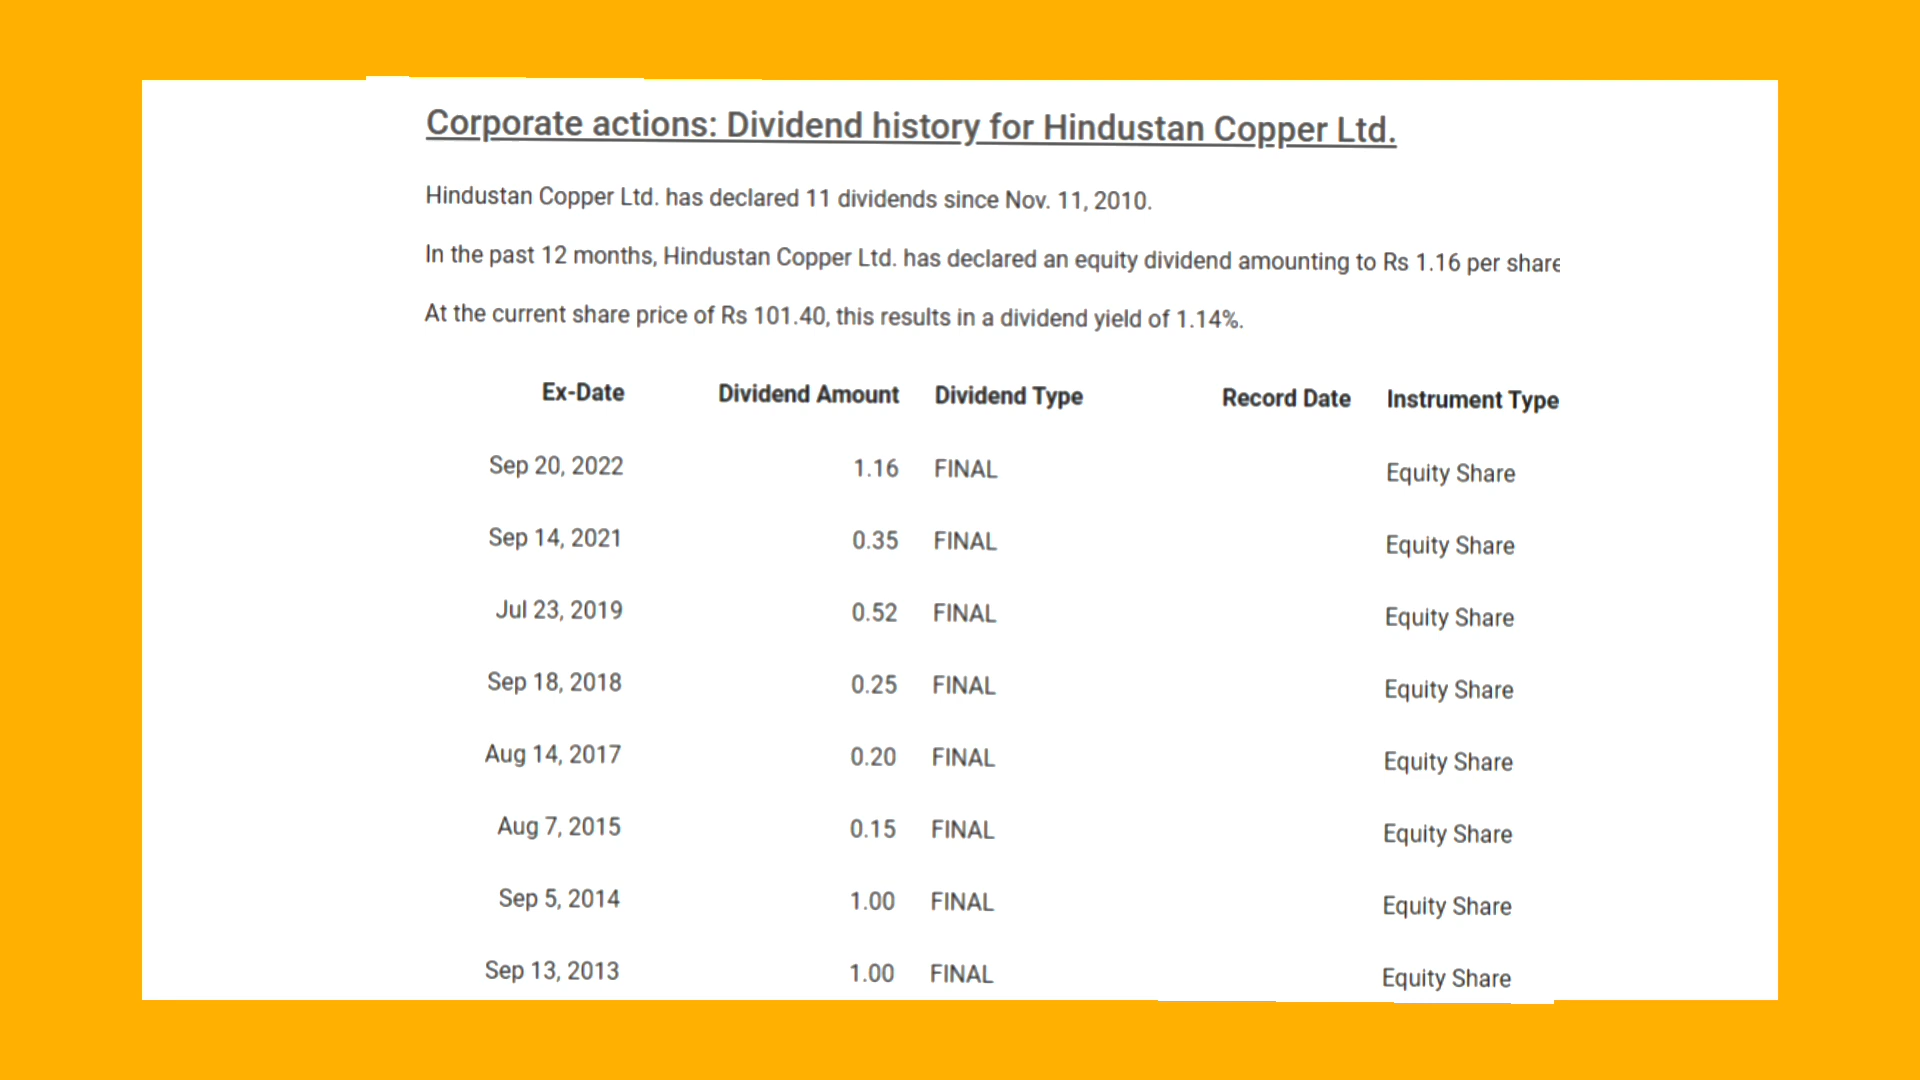 Corporate actions: Dividend history for Hindustan Copper Ltd.
Hindustan Copper Ltd. has declared 11 dividends since Nov. 11, 2010.
In the past 12 months, Hindustan Copper Ltd. has declared an equity dividend amounting to Rs 1.16 per share
At the current share price of Rs 101.40, this results in a dividend yield of 1.14%.
Ex-Date Dividend Amount Dividend Type Record Date Instrument Type
Sep 20, 2022 1.16 FINAL Equity Share
Sep 14, 2021 0.35 FINAL Equity Share
Jul 23, 2019 0.52 FINAL Equity Share
Sep 18, 2018 0.25 FINAL Equity Share
Aug 14, 2017 0.20 FINAL Equity Share
Aug 7, 2015 0.15 FINAL Equity Share
Sep 5, 2014 1.00 FINAL Equity Share
Sep 13, 2013 1.00 FINAL Equity Share